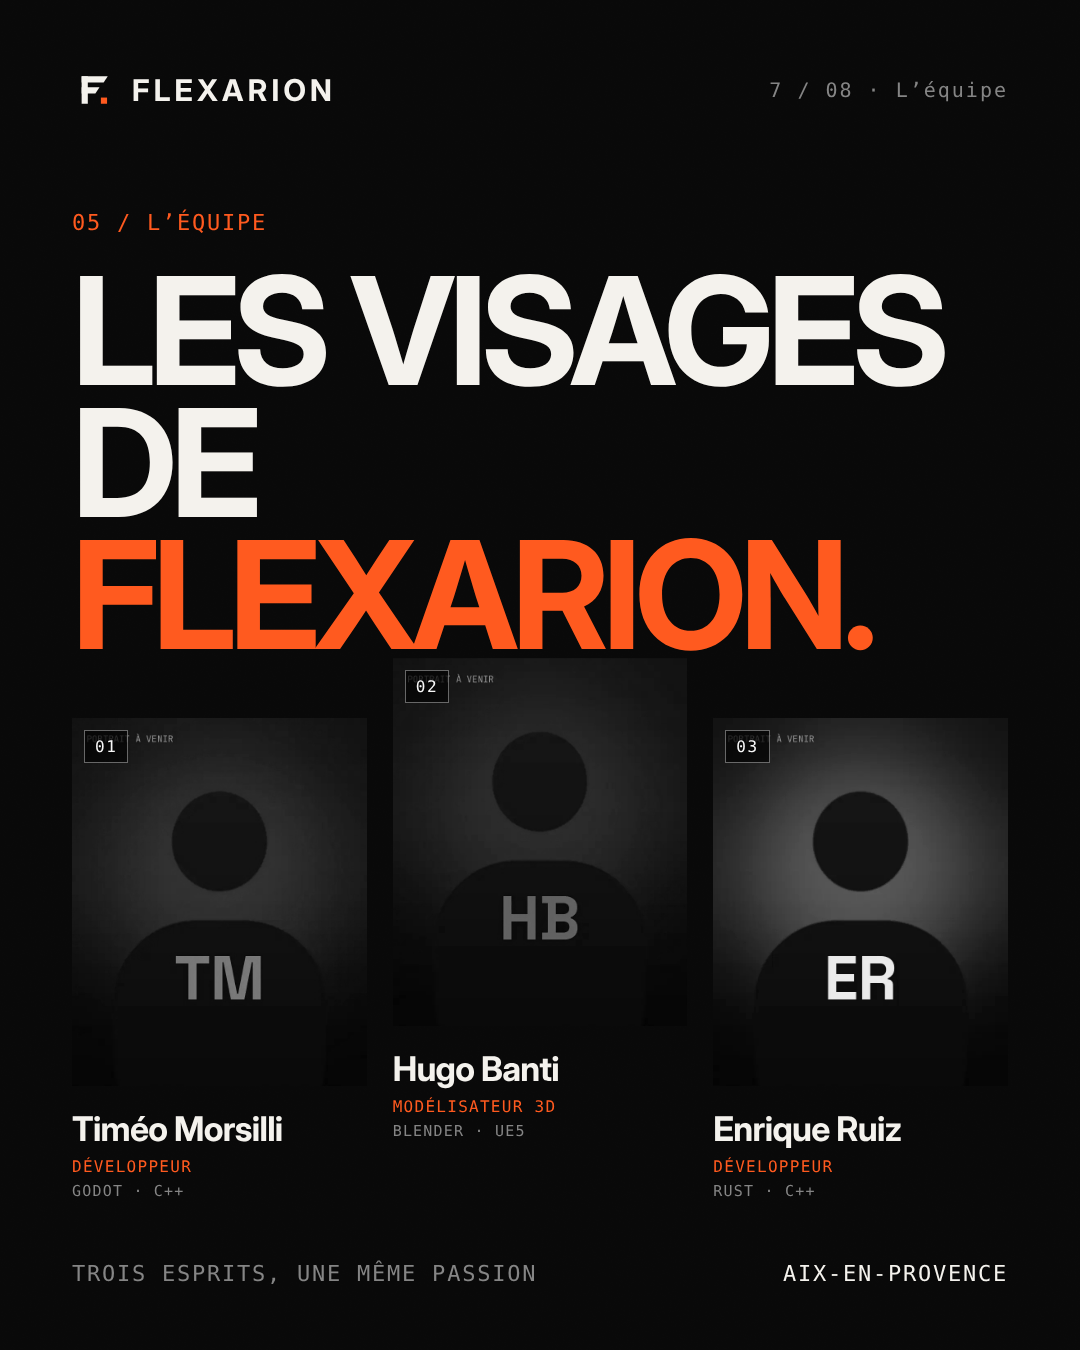 F. FLEXARION
7 / 08 · L’équipe
05 / L’ÉQUIPE
LES VISAGES
DE
FLEXARION.
01
À VENIR
TM
Timéo Morsilli
DÉVELOPPEUR
GODOT · C++
02
À VENIR
HB
Hugo Banti
MODÉLISATEUR 3D
BLENDER · UE5
03
À VENIR
ER
Enrique Ruiz
DÉVELOPPEUR
RUST · C++
TROIS ESPRITS, UNE MÊME PASSION
AIX-EN-PROVENCE